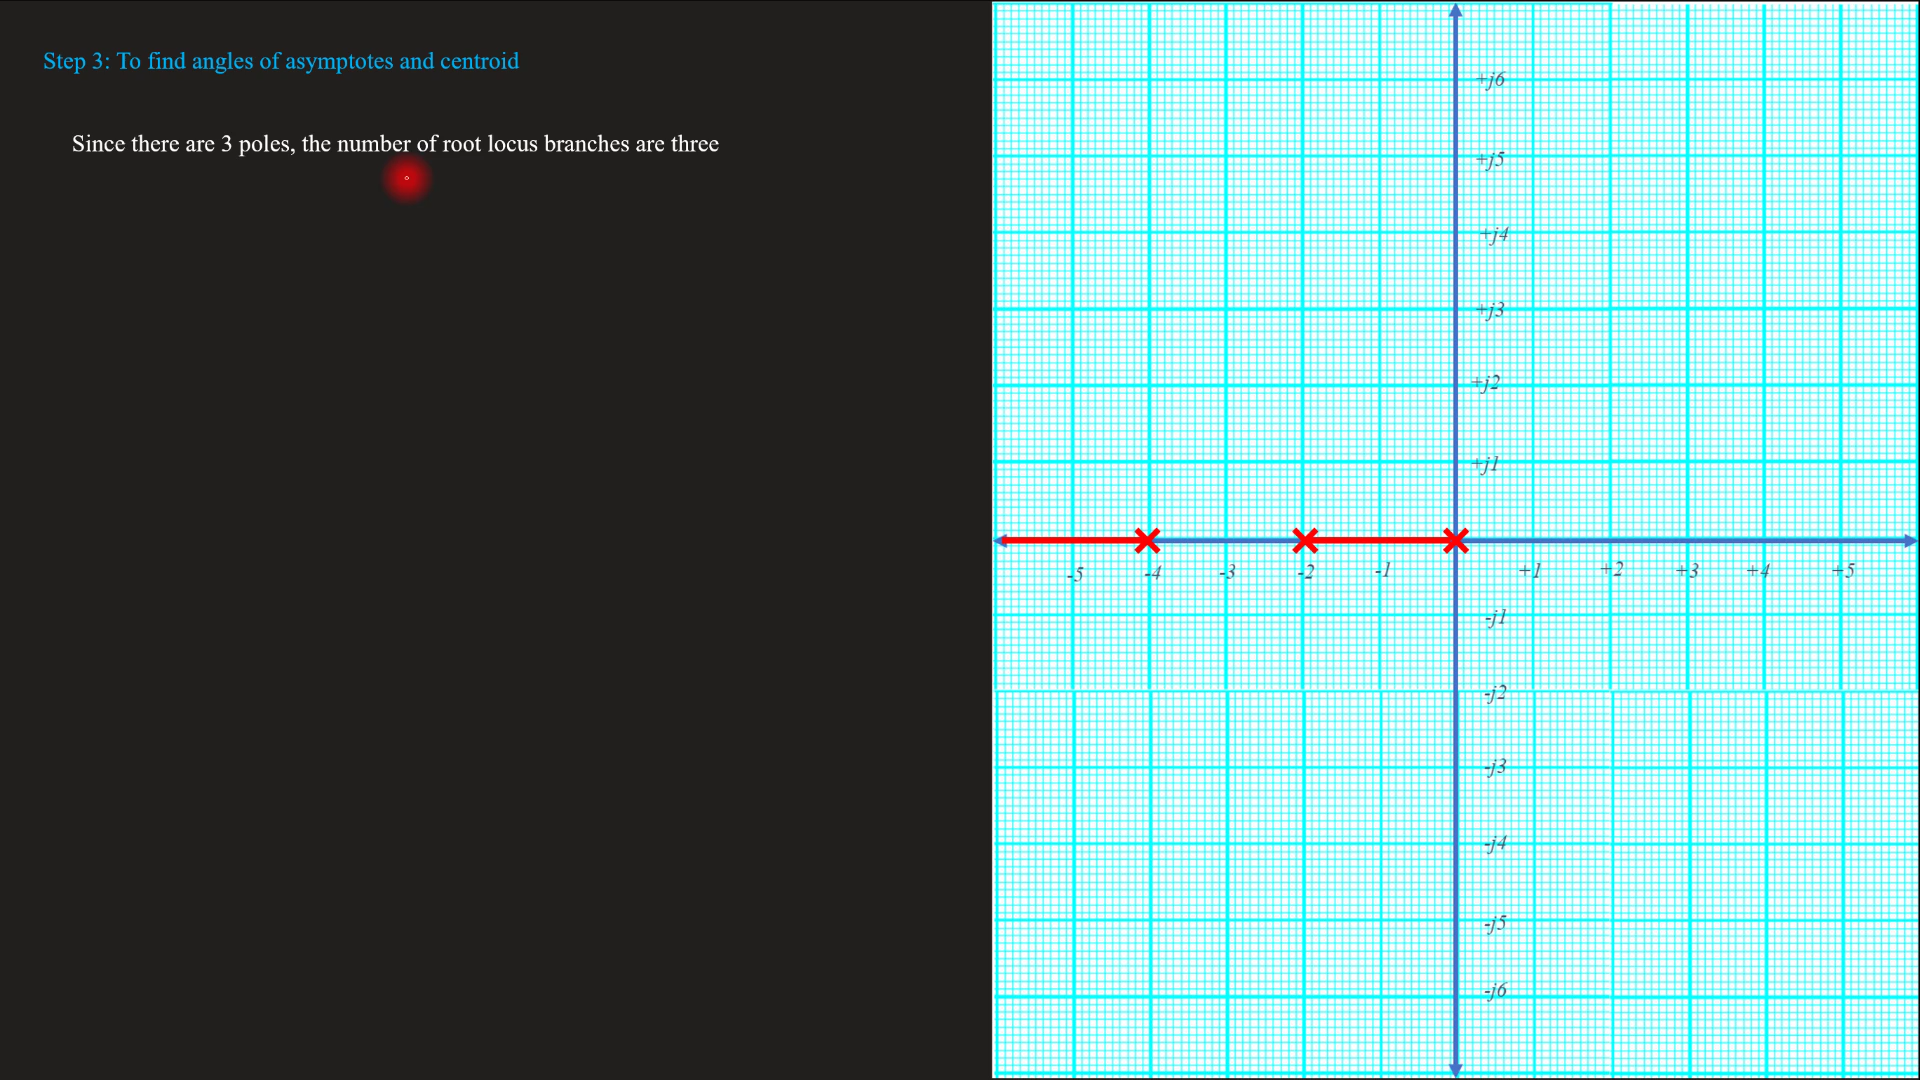 Step 3: To find angles of asymptotes and centroid
Since there are 3 poles, the number of root locus branches are three
+j6
+j5
+j4
+j3
+j2
+j1
-5 -4 -3 -2 -1 +1 +2 +3 +4 +5
-j1
-j2
-j3
-j4
-j5
-j6